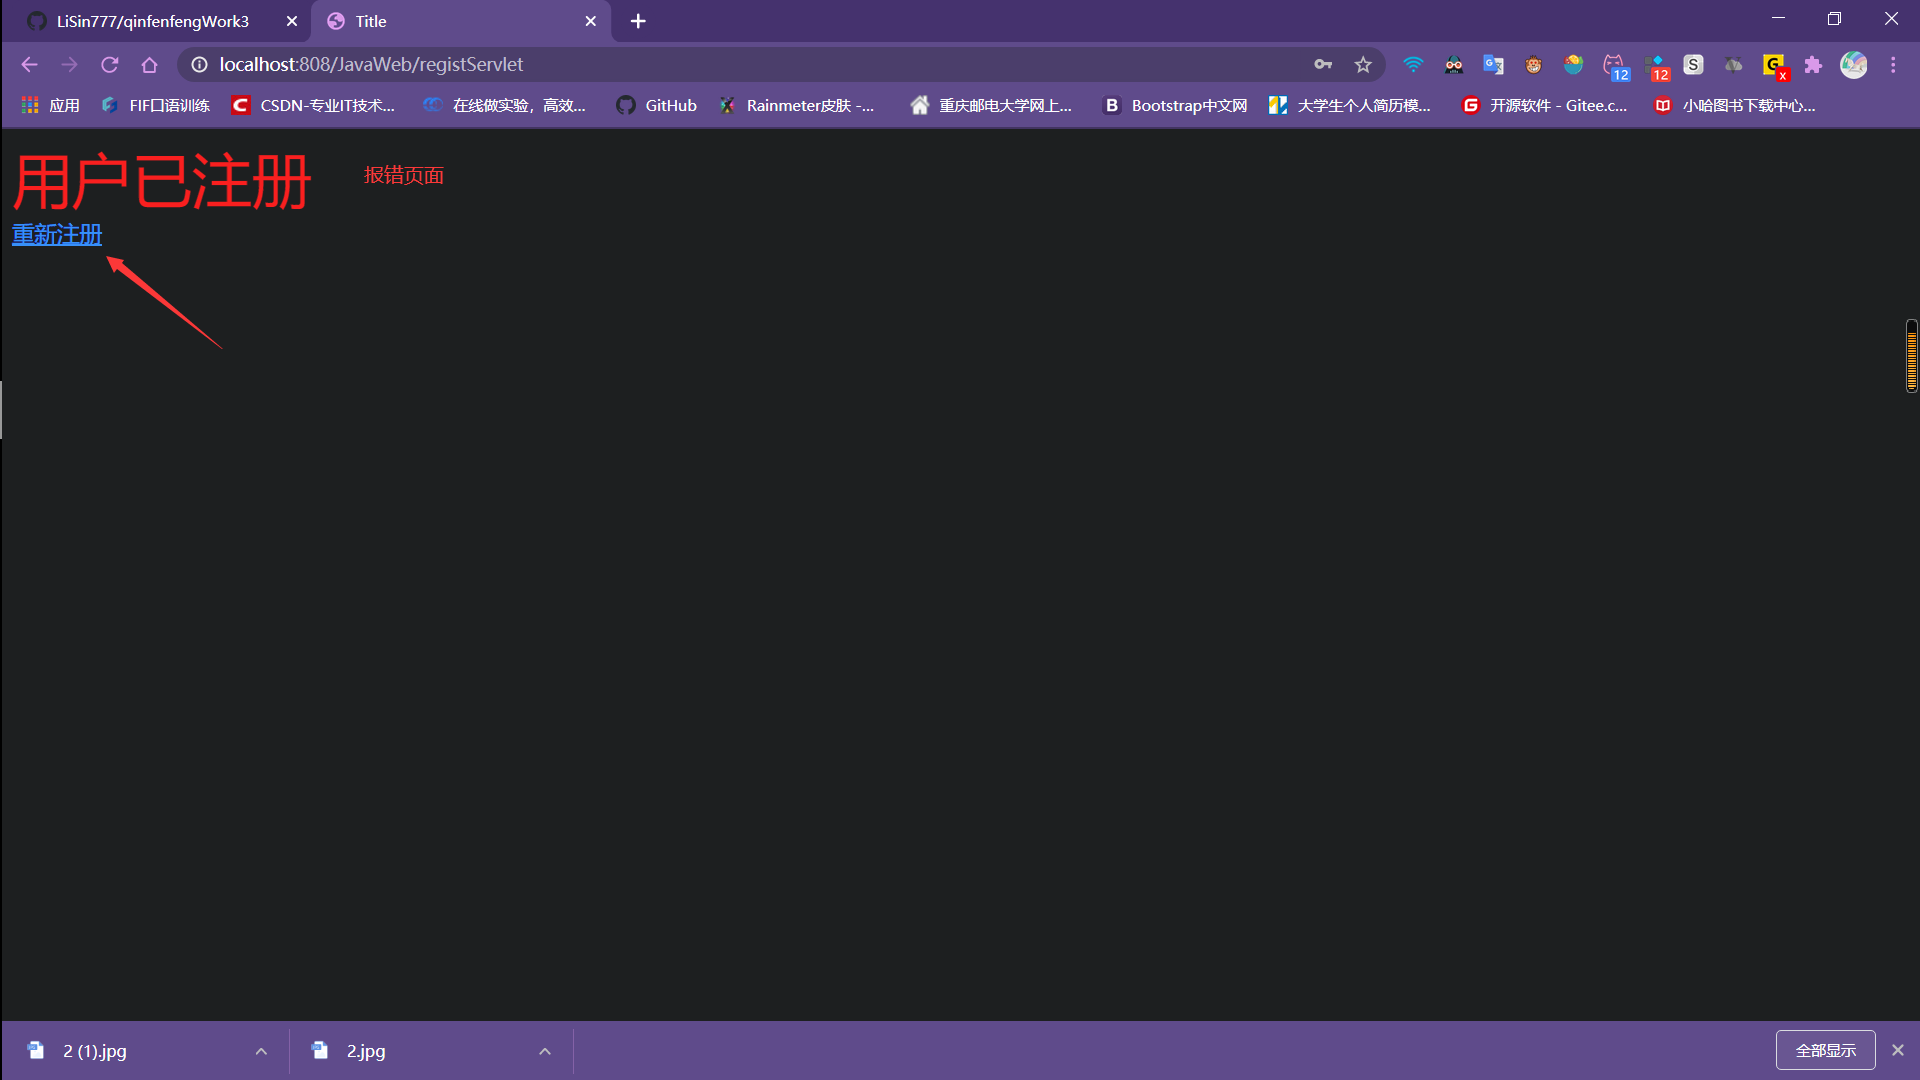 LiSin777/qinfenfengWork3
Title
localhost:808/JavaWeb/registServlet
12
12
S
G
x
应用
FIF口语训练
CSDN-专业IT技术...
在线做实验，高效...
GitHub
Rainmeter皮肤 -...
重庆邮电大学网上...
Bootstrap中文网
大学生个人简历模...
开源软件 - Gitee.c...
小哈图书下载中心...
用户已注册
报错页面
重新注册
2 (1).jpg
2.jpg
全部显示